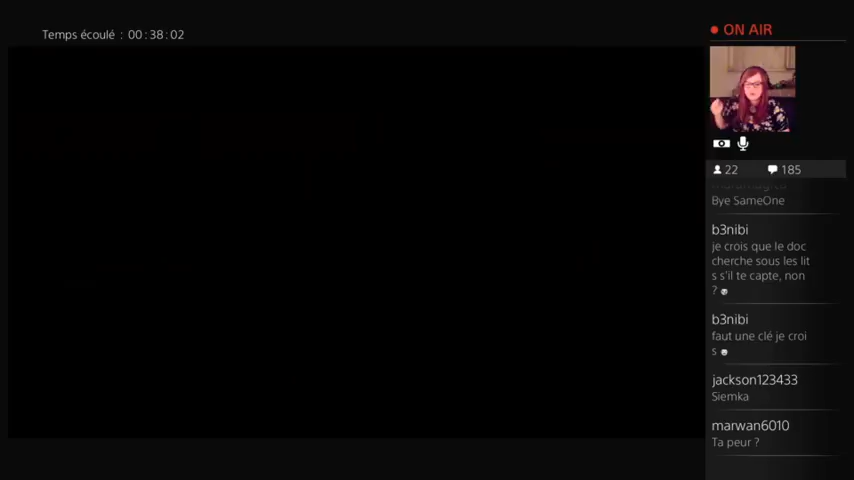 Temps écoulé : 00:38:02
ON AIR
22
185
Bye SameOne
b3nibi
je crois que le doc
cherche sous les lit
s s'il te capte, non
?
b3nibi
faut une clé je croi
s
jackson123433
Siemka
marwan6010
Ta peur ?